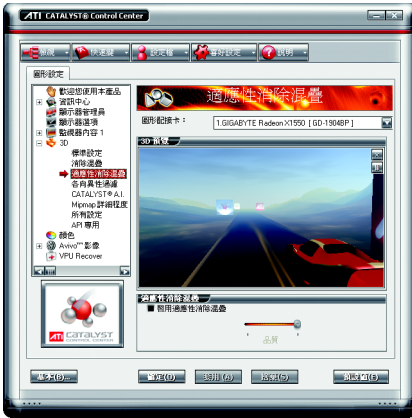 ATI CATALYST® Control Center
檢視
快速鍵
設定檔
喜好設定
說明
圖形設定
歡迎您使用本產品
資訊中心
顯示器管理員
顯示器選項
監視器內容 1
3D
標準設定
消除混疊
適應性消除混疊
各向異性過濾
CATALYST® A.I.
Mipmap 詳細程度
所有設定
API 專用
顏色
Avivo™ 影像
VPU Recover
ATI CATALYST
CONTROL CENTER
適應性消除混疊
圖形配接卡：
1.GIGABYTE Radeon X1550 [ GD-1904BP ]
3D 預覽
適應性消除混疊
啟用適應性消除混疊
品質
基本(B)...
確定(O)
套用 (A)
預設值(E)